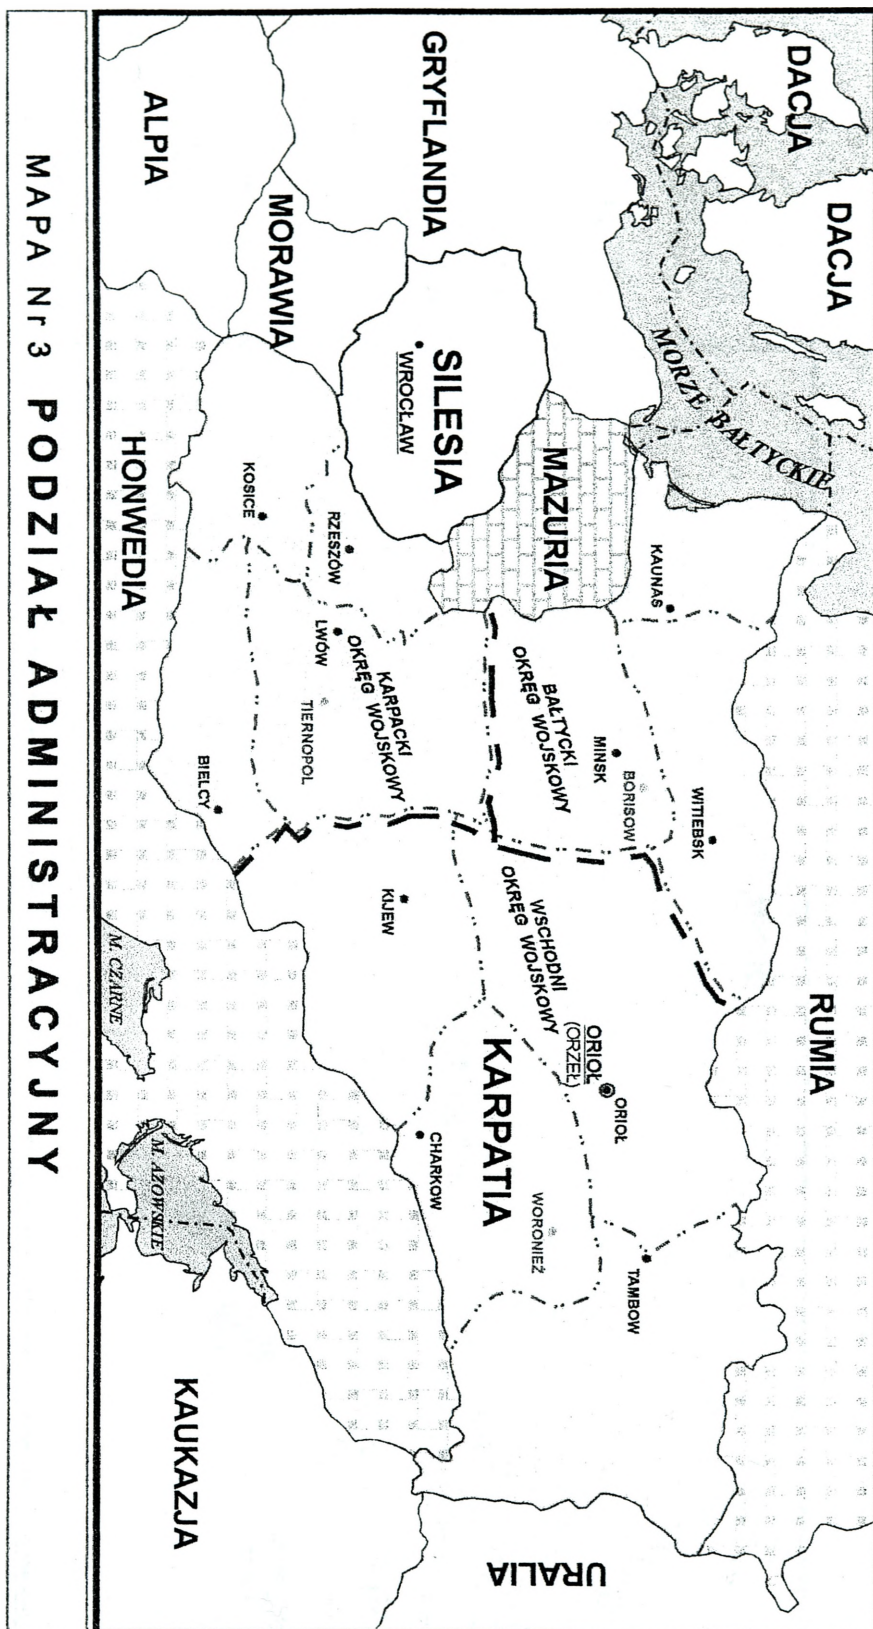 MAPA Nr 3 PODZIAŁ ADMINISTRACYJNY
DACJA
DACJA
MORZE BAŁTYCKIE
RUMIA
GRYFLANDIA
ALPIA
MORAWIA
SILESIA
WROCŁAW
MAZURIA
HONWEDIA
KAUNAS
WITIEBSK
BORISOW
MINSK
BAŁTYCKI
OKRĘG WOJSKOWY
KARPACKI
OKRĘG WOJSKOWY
WSCHODNI
OKRĘG WOJSKOWY
RZESZÓW
KOSICE
LWÓW
TIERNOPOL
BIELCY
KIJEW
ORIOŁ
ORIOŁ
(ORZEŁ)
KARPATIA
CHARKOW
WORONIEŻ
TAMBOW
M. CZARNE
M. AZOWSKIE
KAUKAZJA
URALIA